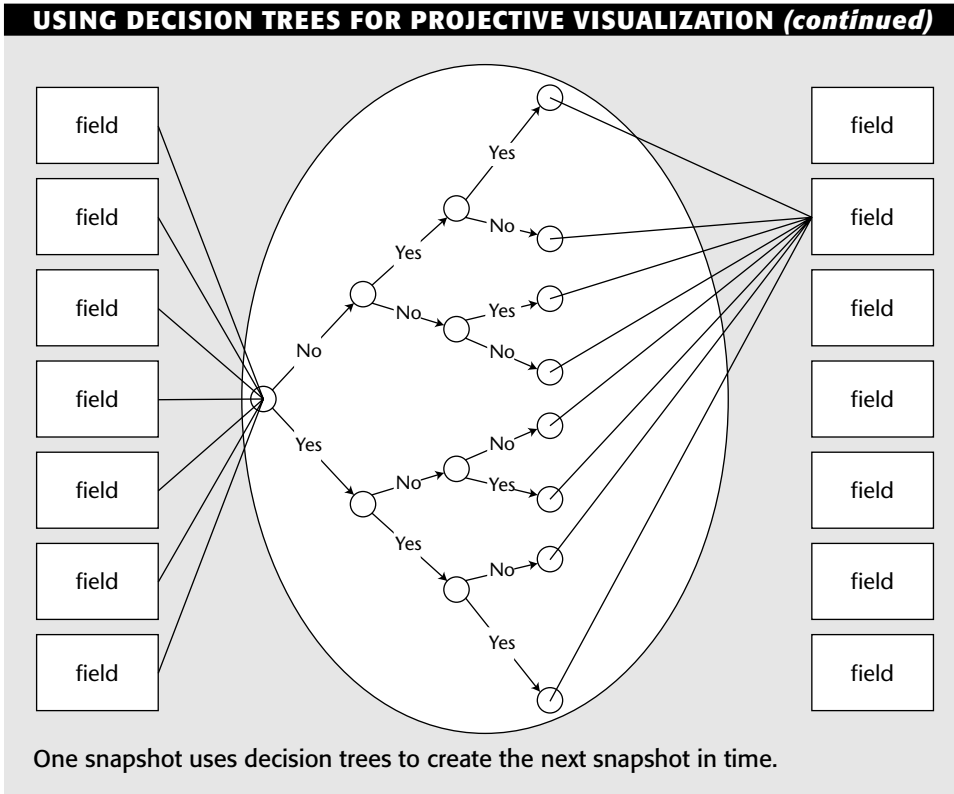 USING DECISION TREES FOR PROJECTIVE VISUALIZATION (continued)
field
field
field
field
field
field
field
Yes
No
Yes
No
Yes
No
No
Yes
No
No
Yes
Yes
No
Yes
field
field
field
field
field
field
field
One snapshot uses decision trees to create the next snapshot in time.